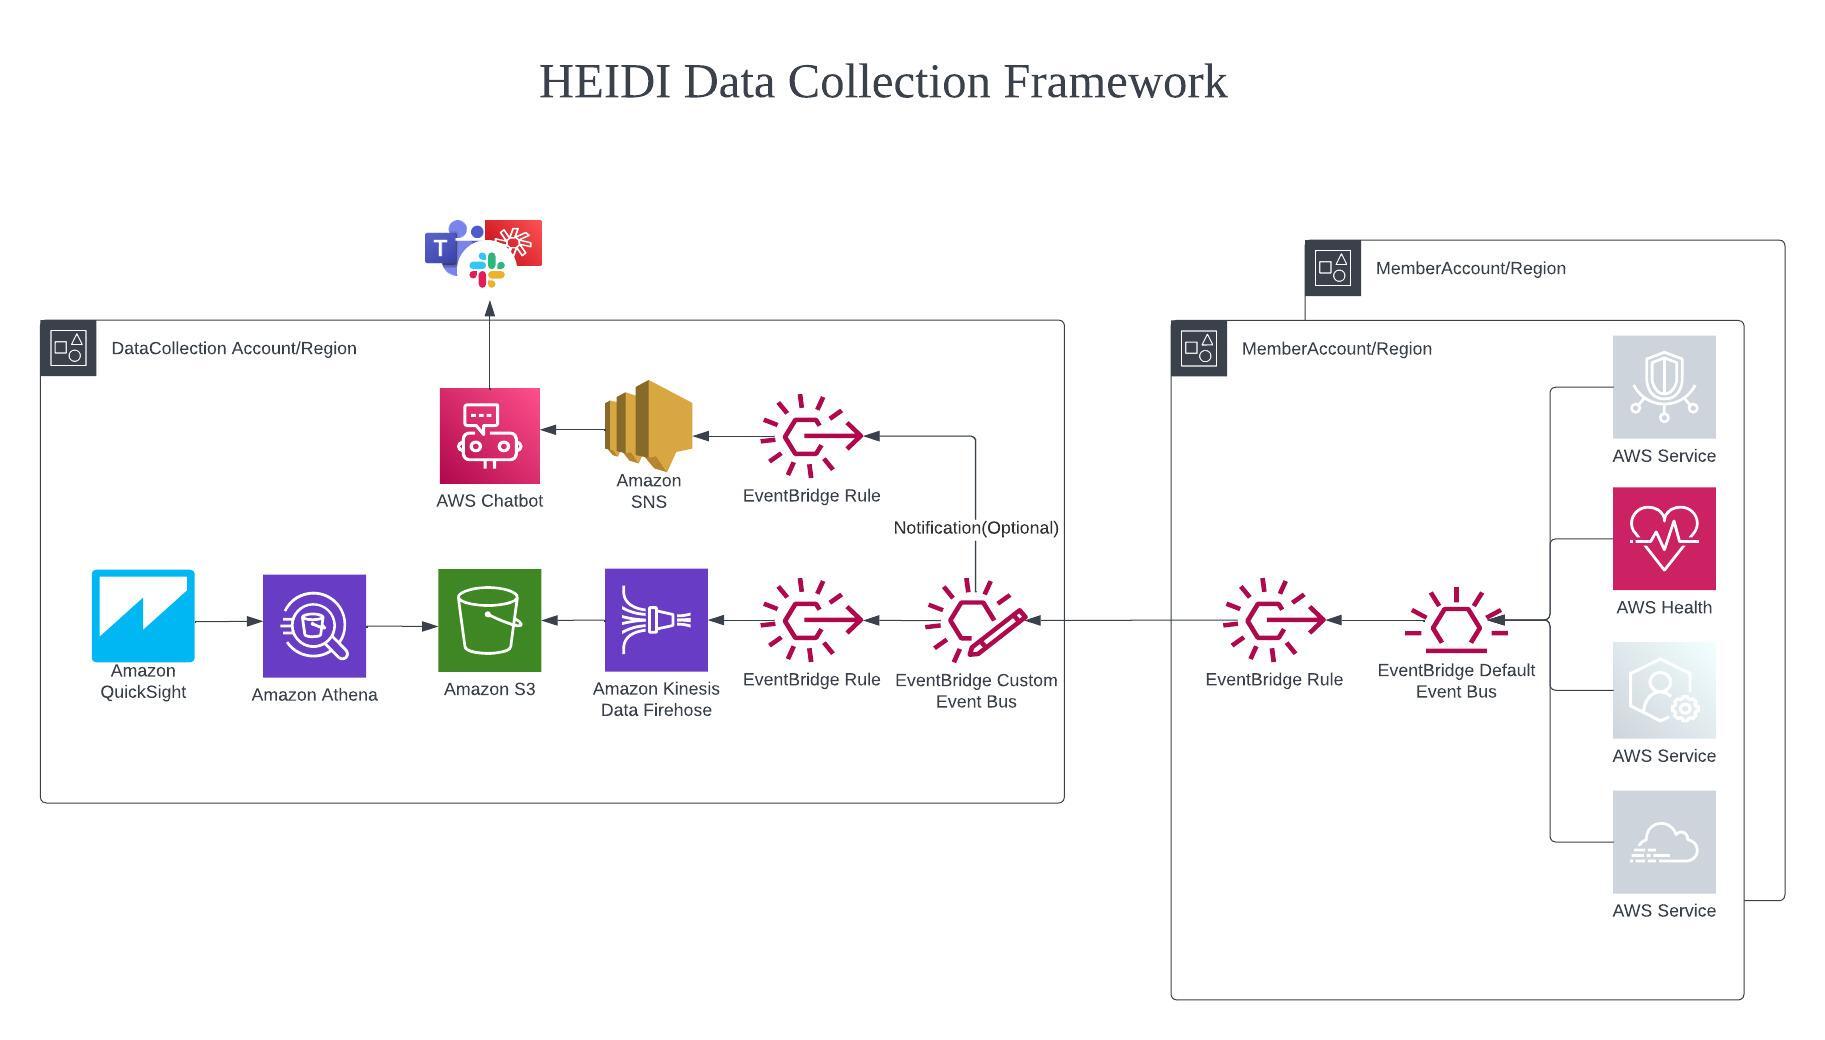 HEIDI Data Collection Framework
T
MemberAccount/Region
DataCollection Account/Region
MemberAccount/Region
AWS Chatbot
Amazon
SNS
EventBridge Rule
Notification(Optional)
AWS Service
AWS Health
Amazon
QuickSight
Amazon Athena
Amazon S3
Amazon Kinesis
Data Firehose
EventBridge Rule
EventBridge Custom
Event Bus
EventBridge Rule
EventBridge Default
Event Bus
AWS Service
AWS Service